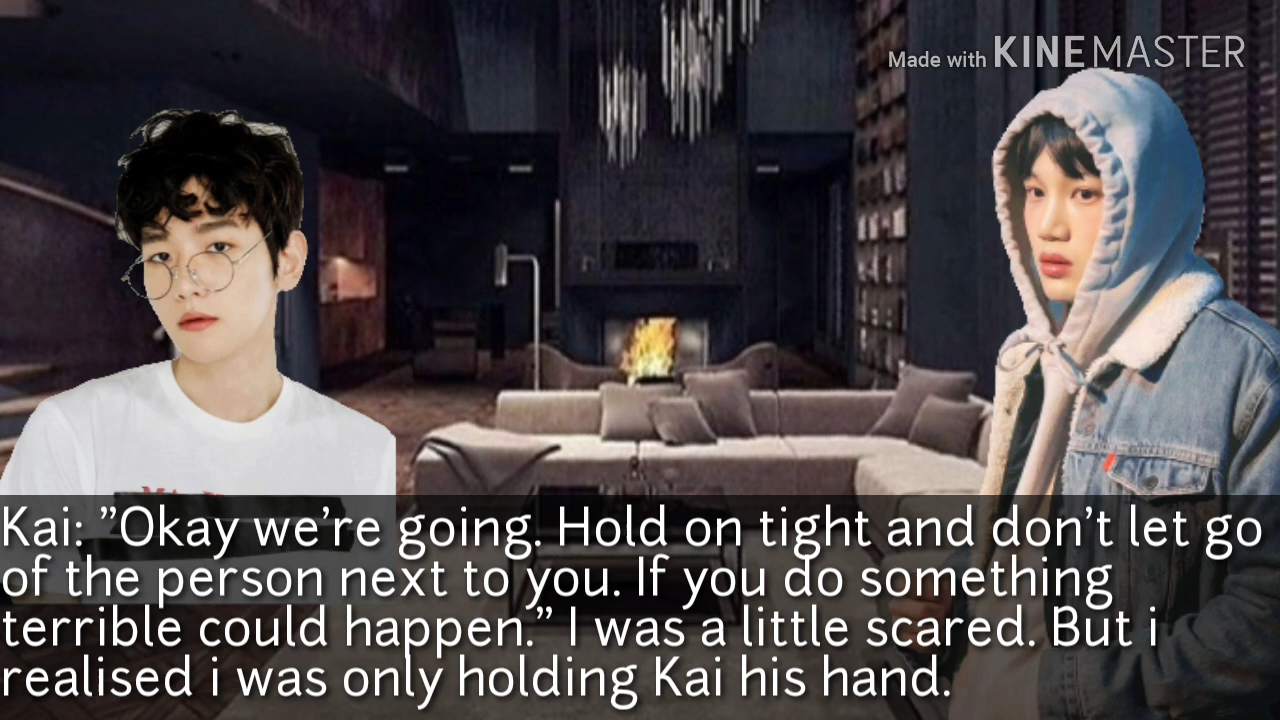 Made with KINEMASTER
Kai: ”Okay we’re going. Hold on tight and don’t let go
of the person next to you. If you do something
terrible could happen.” I was a little scared. But i
realised i was only holding Kai his hand.